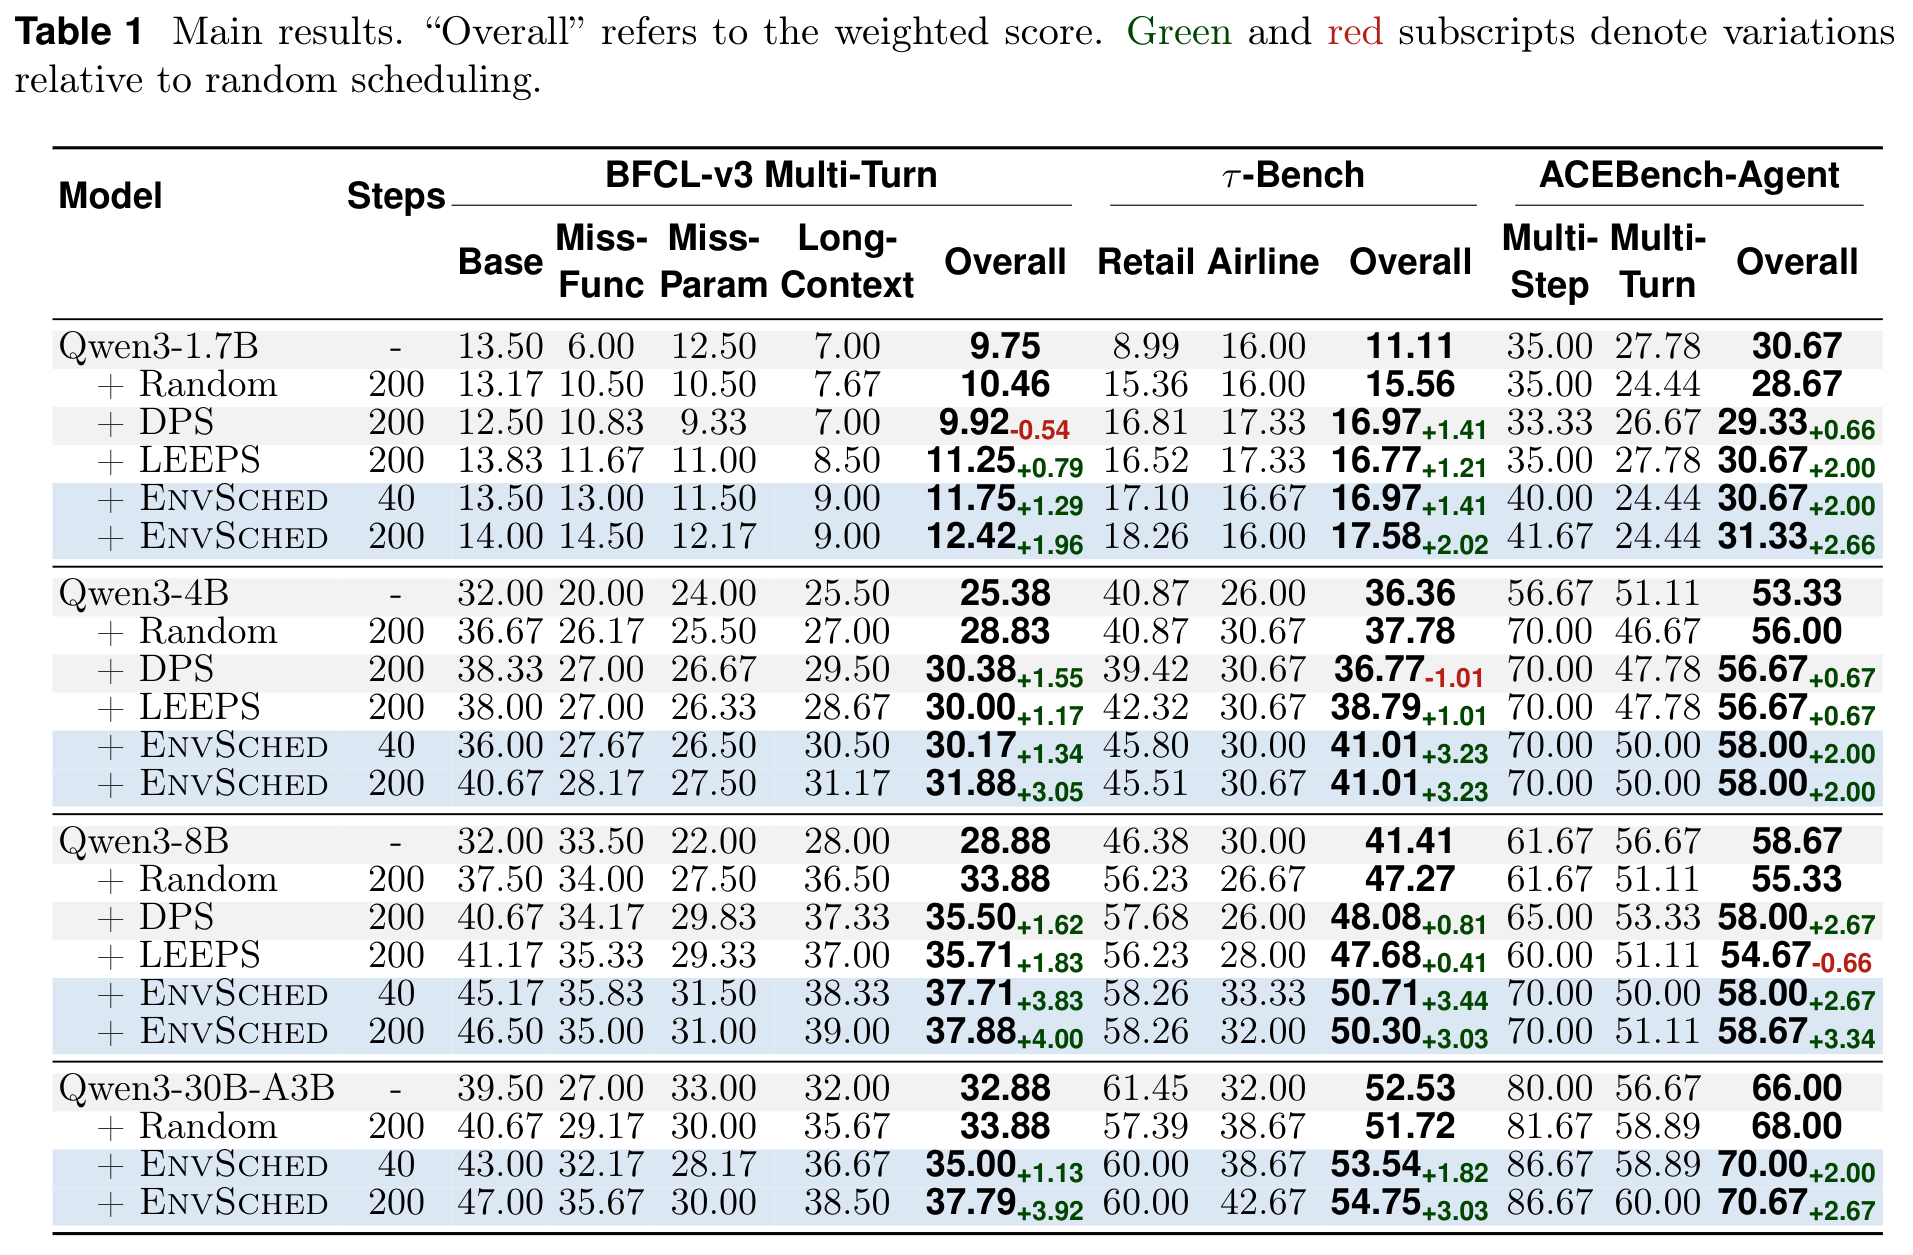 Table 1 Main results. “Overall” refers to the weighted score. Green and red subscripts denote variations
relative to random scheduling.
Model Steps BFCL-v3 Multi-Turn τ-Bench ACEBench-Agent
Base Miss-Func Miss-Param Long-Context Overall Retail Airline Overall Multi-Step Multi-Turn Overall
Qwen3-1.7B - 13.50 6.00 12.50 7.00 9.75 8.99 16.00 11.11 35.00 27.78 30.67
+ Random 200 13.17 10.50 10.50 7.67 10.46 15.36 16.00 15.56 35.00 24.44 28.67
+ DPS 200 12.50 10.83 9.33 7.00 9.92-0.54 16.81 17.33 16.97+1.41 33.33 26.67 29.33+0.66
+ LEEPS 200 13.83 11.67 11.00 8.50 11.25+0.79 16.52 17.33 16.77+1.21 35.00 27.78 30.67+2.00
+ ENVSCHED 40 13.50 13.00 11.50 9.00 11.75+1.29 17.10 16.67 16.97+1.41 40.00 24.44 30.67+2.00
+ ENVSCHED 200 14.00 14.50 12.17 9.00 12.42+1.96 18.26 16.00 17.58+2.02 41.67 24.44 31.33+2.66
Qwen3-4B - 32.00 20.00 24.00 25.50 25.38 40.87 26.00 36.36 56.67 51.11 53.33
+ Random 200 36.67 26.17 25.50 27.00 28.83 40.87 30.67 37.78 70.00 46.67 56.00
+ DPS 200 38.33 27.00 26.67 29.50 30.38+1.55 39.42 30.67 36.77-1.01 70.00 47.78 56.67+0.67
+ LEEPS 200 38.00 27.00 26.33 28.67 30.00+1.17 42.32 30.67 38.79+1.01 70.00 47.78 56.67+0.67
+ ENVSCHED 40 36.00 27.67 26.50 30.50 30.17+1.34 45.80 30.00 41.01+3.23 70.00 50.00 58.00+2.00
+ ENVSCHED 200 40.67 28.17 27.50 31.17 31.88+3.05 45.51 30.67 41.01+3.23 70.00 50.00 58.00+2.00
Qwen3-8B - 32.00 33.50 22.00 28.00 28.88 46.38 30.00 41.41 61.67 56.67 58.67
+ Random 200 37.50 34.00 27.50 36.50 33.88 56.23 26.67 47.27 61.67 51.11 55.33
+ DPS 200 40.67 34.17 29.83 37.33 35.50+1.62 57.68 26.00 48.08+0.81 65.00 53.33 58.00+2.67
+ LEEPS 200 41.17 35.33 29.33 37.00 35.71+1.83 56.23 28.00 47.68+0.41 60.00 51.11 54.67-0.66
+ ENVSCHED 40 45.17 35.83 31.50 38.33 37.71+3.83 58.26 33.33 50.71+3.44 70.00 50.00 58.00+2.67
+ ENVSCHED 200 46.50 35.00 31.00 39.00 37.88+4.00 58.26 32.00 50.30+3.03 70.00 51.11 58.67+3.34
Qwen3-30B-A3B - 39.50 27.00 33.00 32.00 32.88 61.45 32.00 52.53 80.00 56.67 66.00
+ Random 200 40.67 29.17 30.00 35.67 33.88 57.39 38.67 51.72 81.67 58.89 68.00
+ ENVSCHED 40 43.00 32.17 28.17 36.67 35.00+1.13 60.00 38.67 53.54+1.82 86.67 58.89 70.00+2.00
+ ENVSCHED 200 47.00 35.67 30.00 38.50 37.79+3.92 60.00 42.67 54.75+3.03 86.67 60.00 70.67+2.67